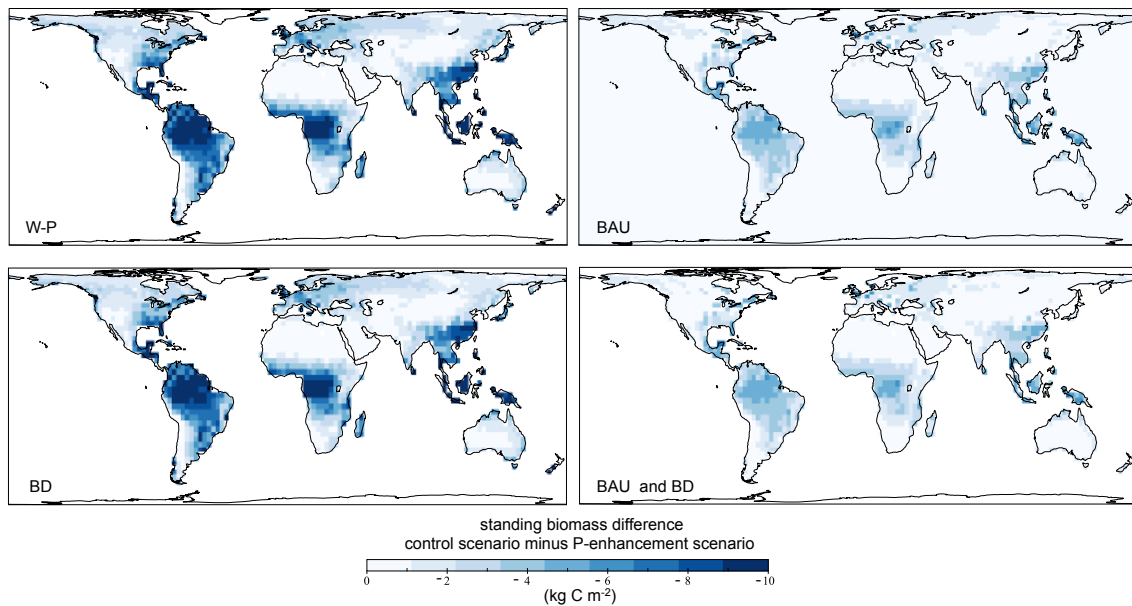 W-P
BAU
BD
BAU and BD
standing biomass difference
control scenario minus P-enhancement scenario
0 -2 -4 -6 -8 -10
(kg C m⁻²)